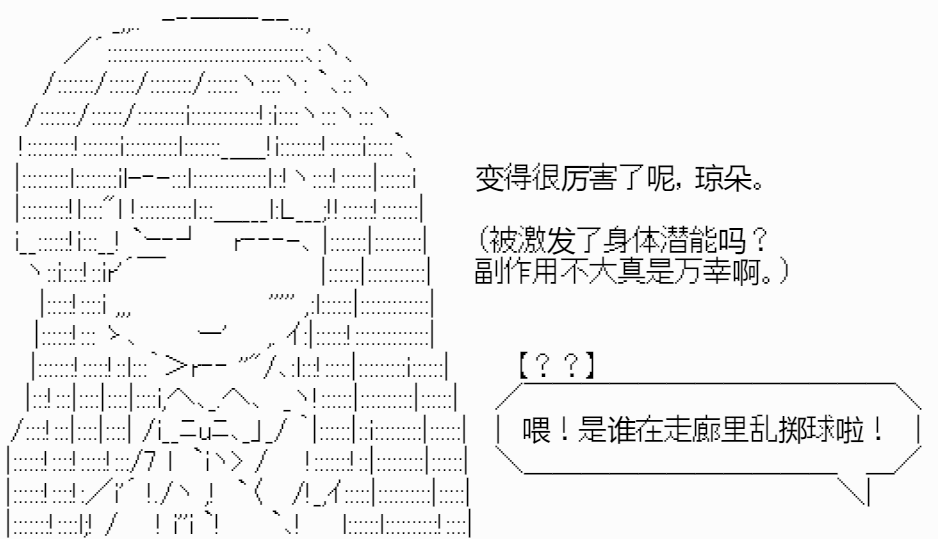 变得很厉害了呢，琼朵。
（被激发了身体潜能吗？
副作用不大真是万幸啊。）
【？？】
喂！是谁在走廊里乱掷球啦！